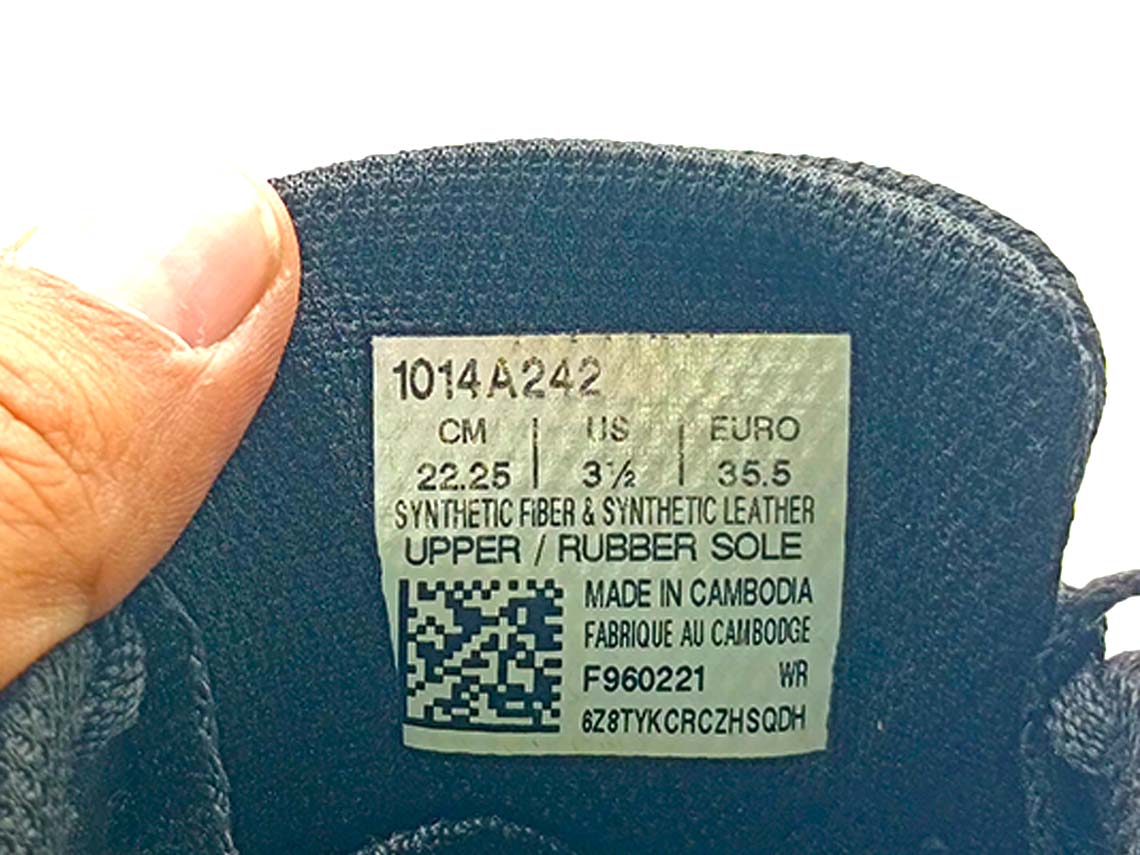 1014A242
CM | US | EURO
22.25 | 3½ | 35.5
SYNTHETIC FIBER & SYNTHETIC LEATHER
UPPER / RUBBER SOLE
MADE IN CAMBODIA
FABRIQUE AU CAMBODGE
F960221 WR
6Z8TYKCRCZHSQDH